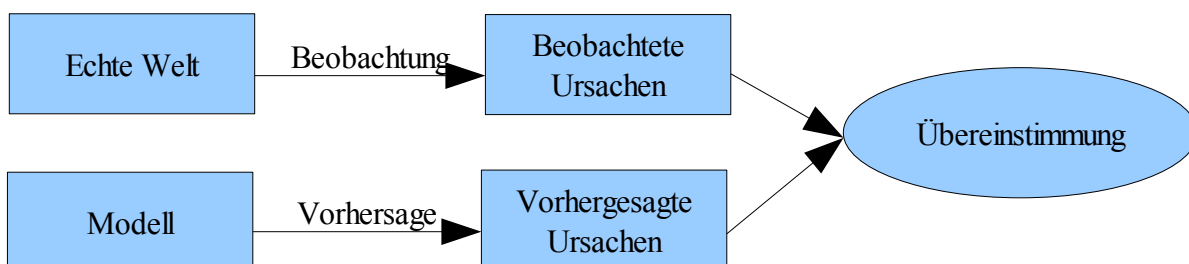 Echte Welt
Beobachtung
Beobachtete
Ursachen
Übereinstimmung
Modell
Vorhersage
Vorhergesagte
Ursachen